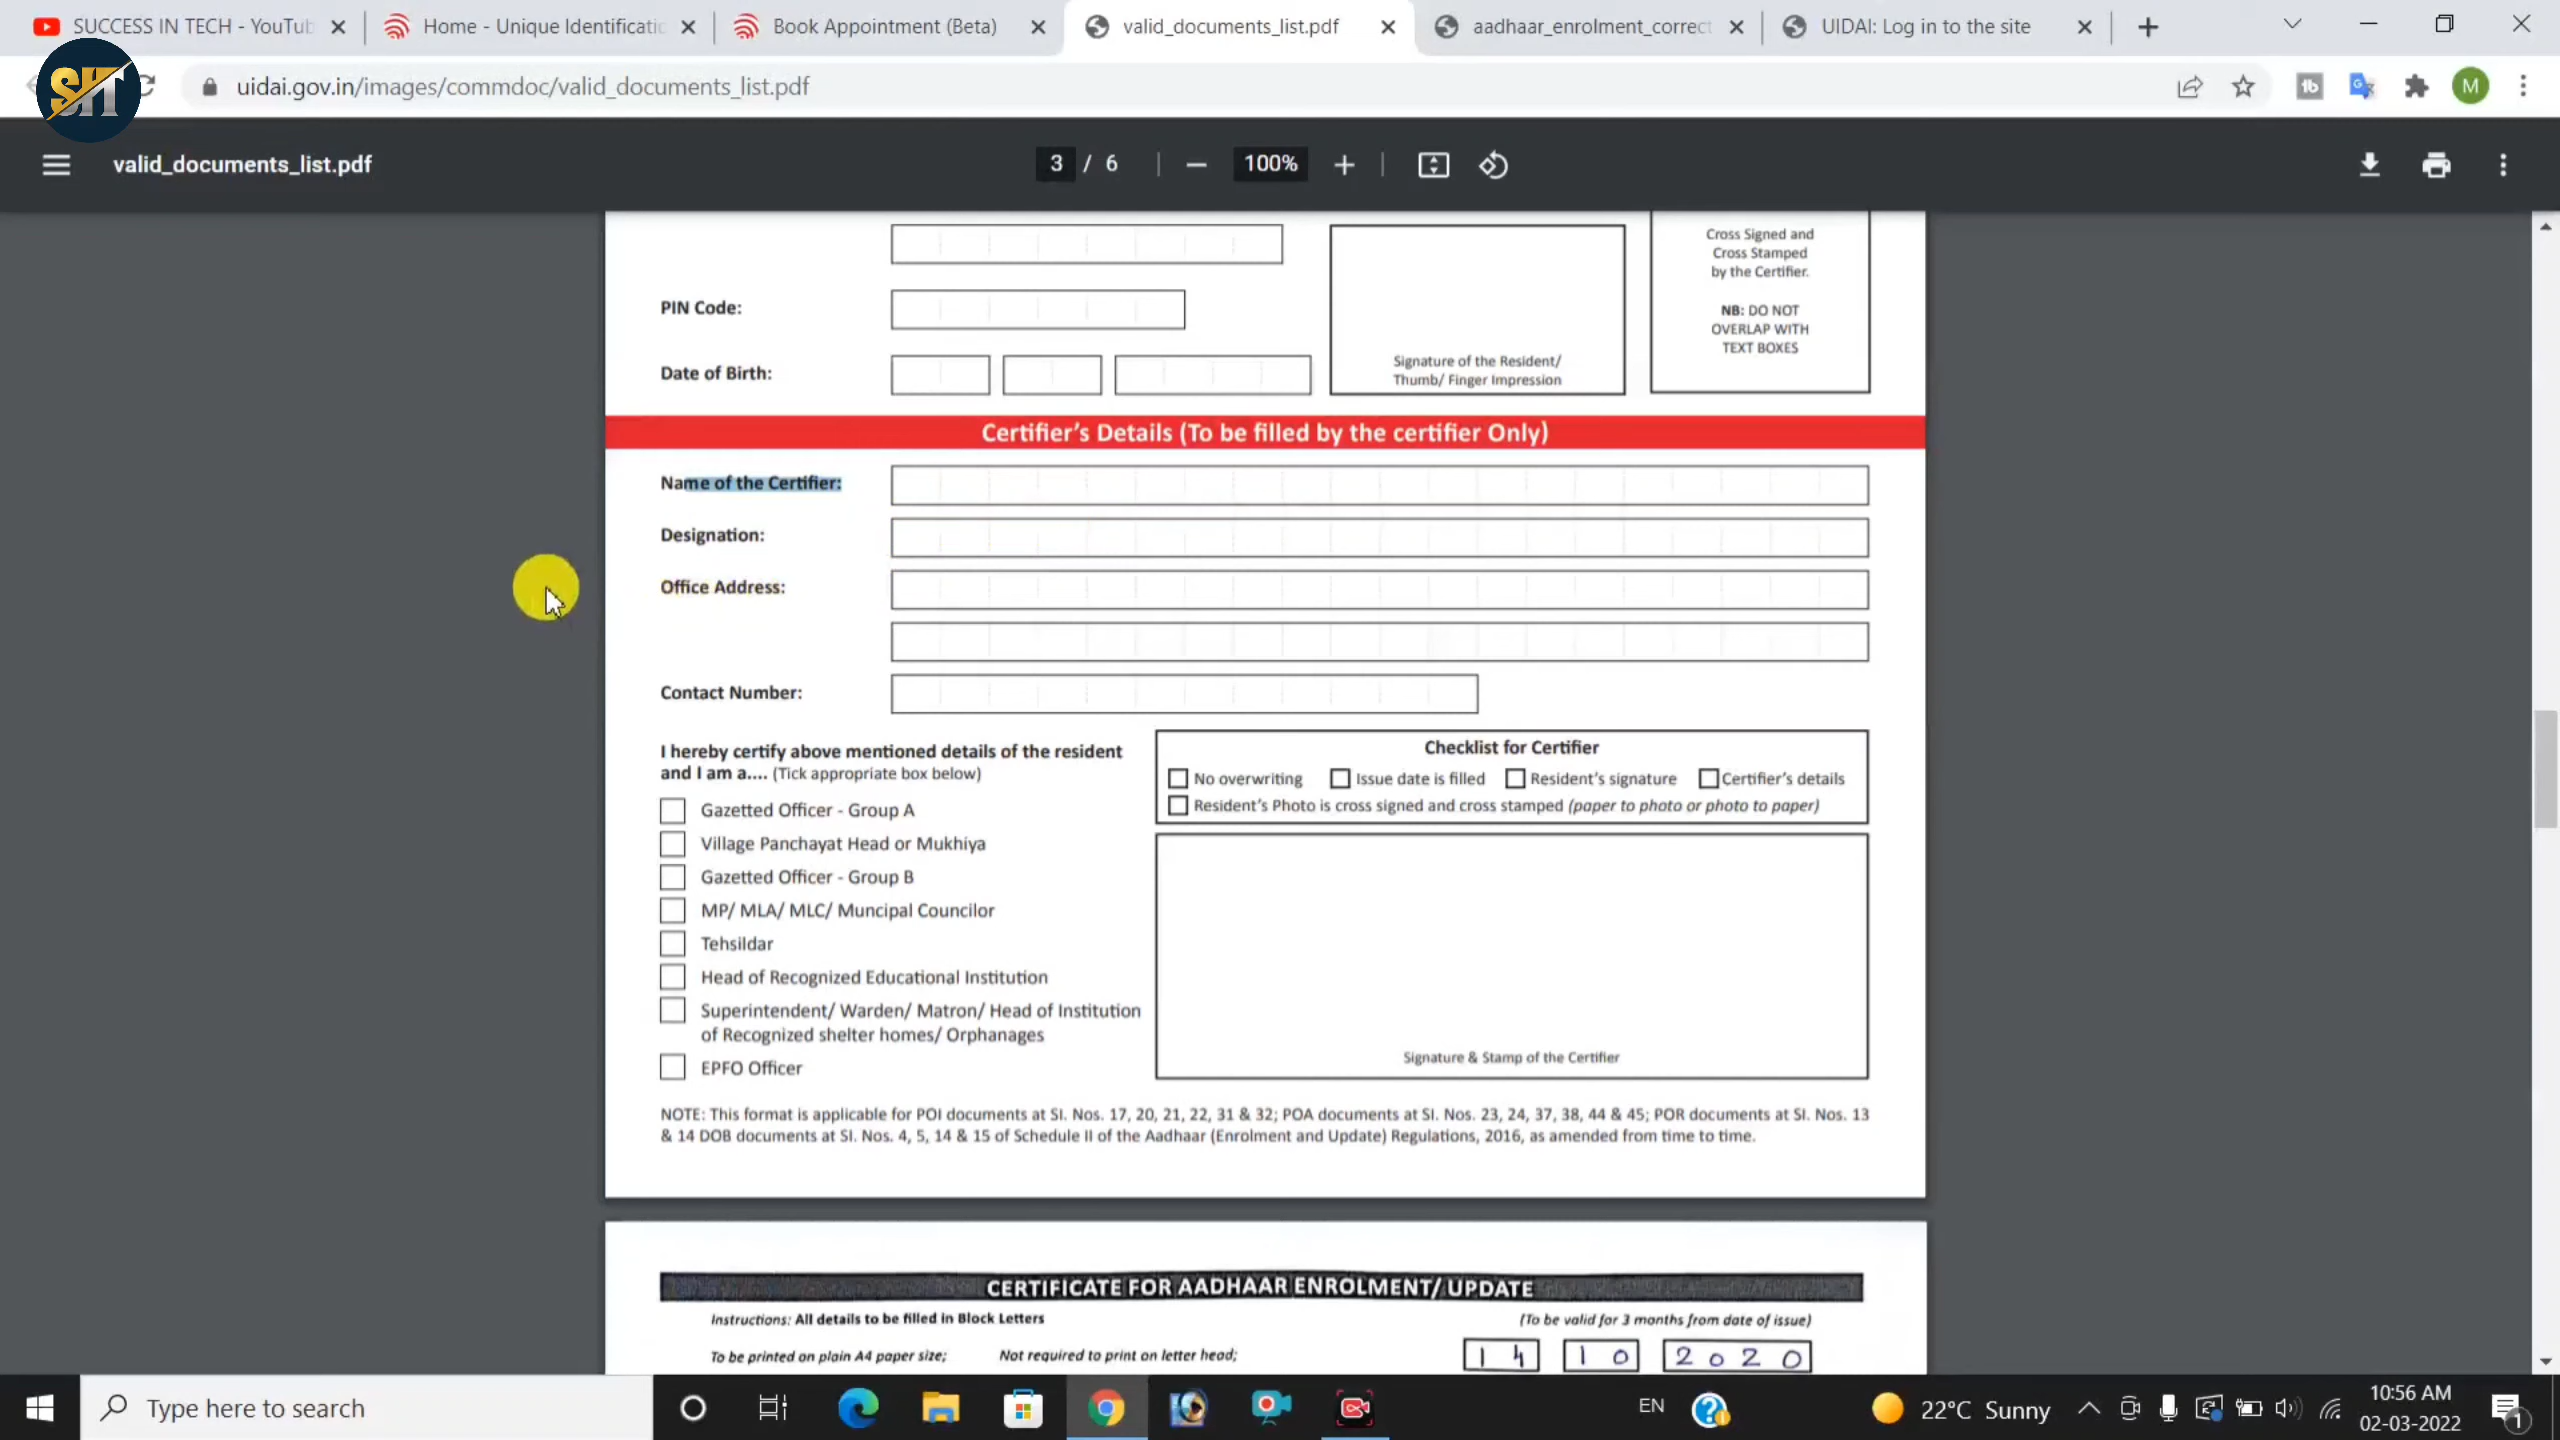 SUCCESS IN TECH - YouTub
Home - Unique Identificatio
Book Appointment (Beta)
valid_documents_list.pdf
aadhaar_enrolment_correct
UIDAI: Log in to the site
SIT
uidai.gov.in/images/commdoc/valid_documents_list.pdf
M
valid_documents_list.pdf
3 / 6
100%
Cross Signed and
Cross Stamped
by the Certifier.
NB: DO NOT
OVERLAP WITH
TEXT BOXES
PIN Code:
Date of Birth:
Signature of the Resident/
Thumb/ Finger Impression
Certifier's Details (To be filled by the certifier Only)
Name of the Certifier:
Designation:
Office Address:
Contact Number:
I hereby certify above mentioned details of the resident
and I am a.... (Tick appropriate box below)
Gazetted Officer - Group A
Village Panchayat Head or Mukhiya
Gazetted Officer - Group B
MP/ MLA/ MLC/ Muncipal Councilor
Tehsildar
Head of Recognized Educational Institution
Superintendent/ Warden/ Matron/ Head of Institution
of Recognized shelter homes/ Orphanages
EPFO Officer
Checklist for Certifier
No overwriting Issue date is filled Resident's signature Certifier's details
Resident's Photo is cross signed and cross stamped (paper to photo or photo to paper)
Signature & Stamp of the Certifier
NOTE: This format is applicable for POI documents at SI. Nos. 17, 20, 21, 22, 31 & 32; POA documents at SI. Nos. 23, 24, 37, 38, 44 & 45; POR documents at SI. Nos. 13
& 14 DOB documents at SI. Nos. 4, 5, 14 & 15 of Schedule II of the Aadhaar (Enrolment and Update) Regulations, 2016, as amended from time to time.
CERTIFICATE FOR AADHAAR ENROLMENT/ UPDATE
Instructions: All details to be filled in Block Letters
(To be valid for 3 months from date of issue)
To be printed on plain A4 paper size; Not required to print on letter head;
14 10 2020
Type here to search
EN
22°C Sunny
10:56 AM
02-03-2022
1